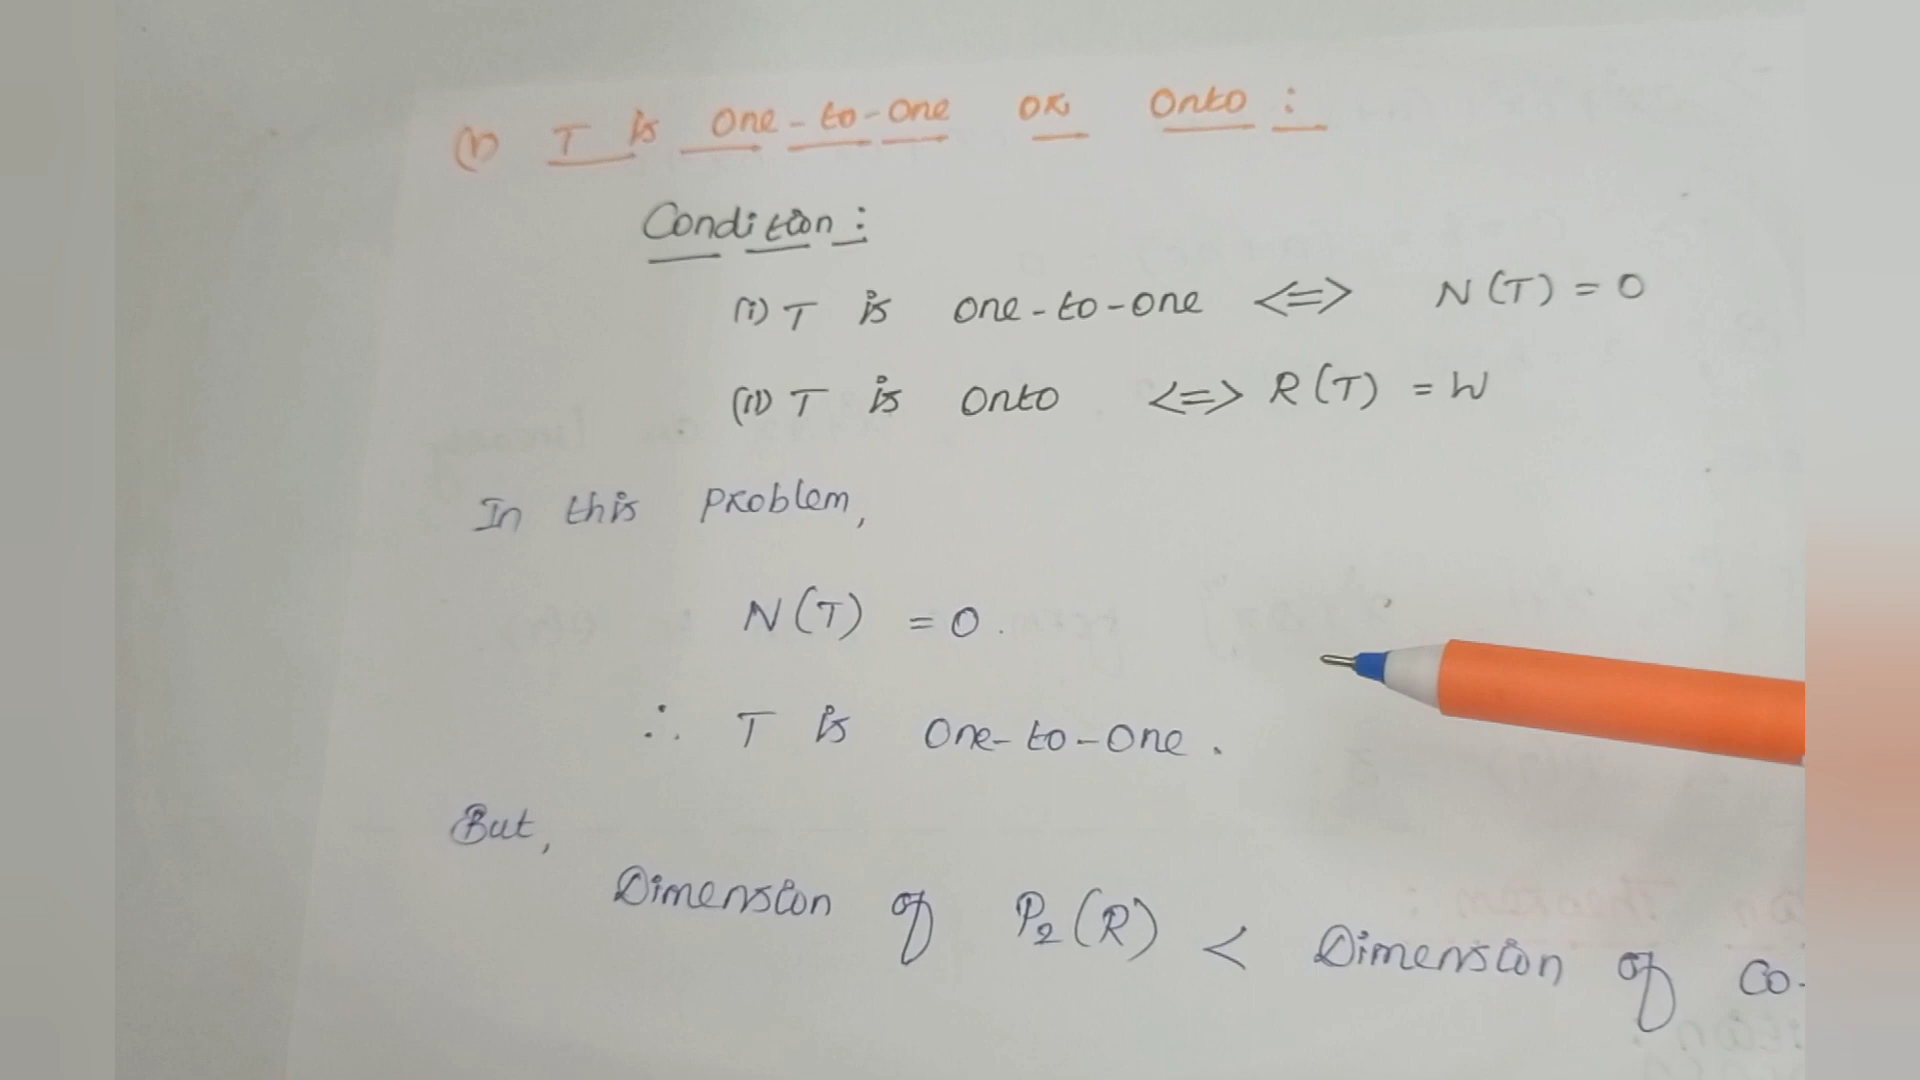 (v) T is one-to-one or onto :
Condition :
(i) T is one-to-one <=> N(T) = 0
(ii) T is onto <=> R(T) = W
In this problem,
N(T) = 0.
∴ T is one-to-one.
But,
Dimension of P₂(R) < Dimension of Co-